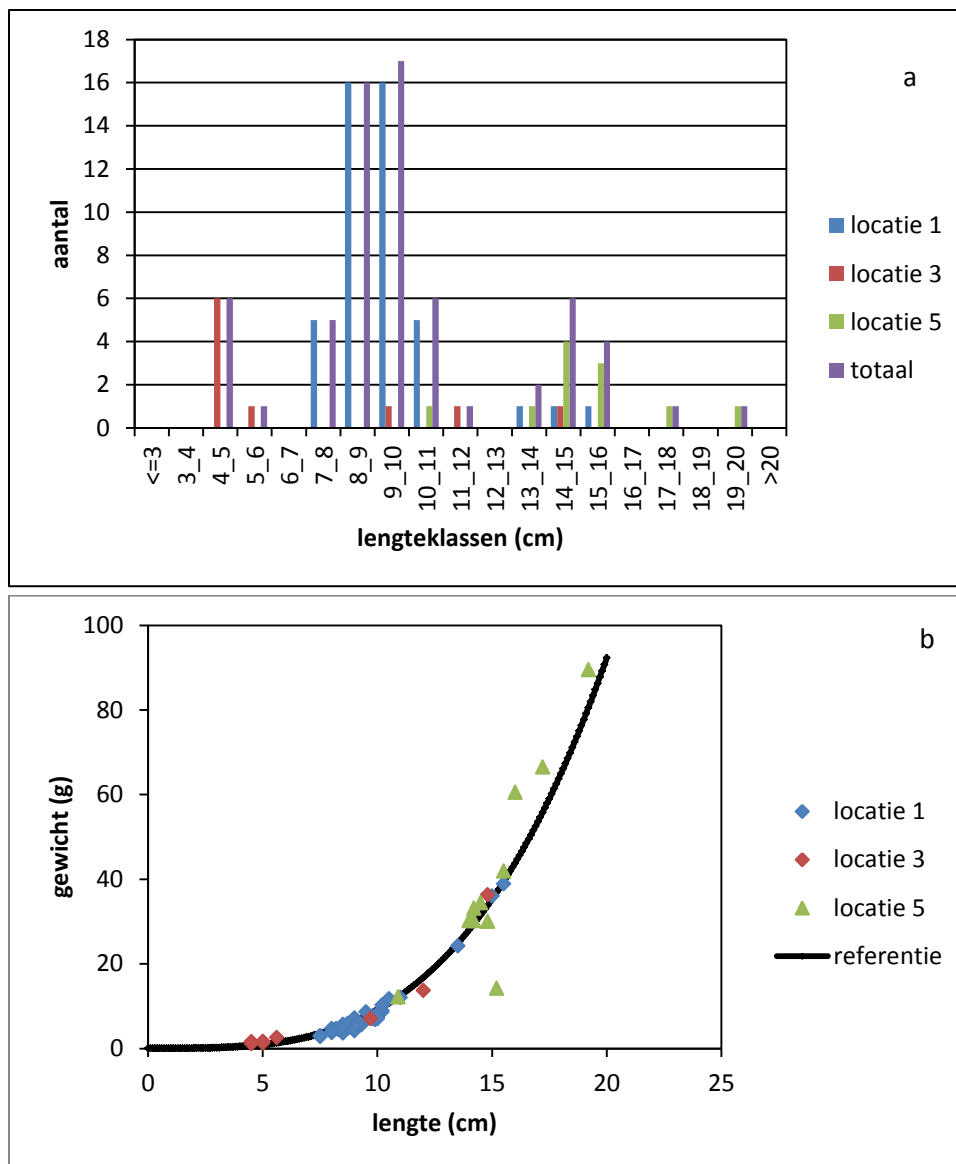 a
18
16
14
12
10
8
6
4
2
0
aantal
<=3
3_4
4_5
5_6
6_7
7_8
8_9
9_10
10_11
11_12
12_13
13_14
14_15
15_16
16_17
17_18
18_19
19_20
>20
lengteklassen (cm)
locatie 1
locatie 3
locatie 5
totaal
b
100
80
60
40
20
0
gewicht (g)
0 5 10 15 20 25
lengte (cm)
locatie 1
locatie 3
locatie 5
referentie